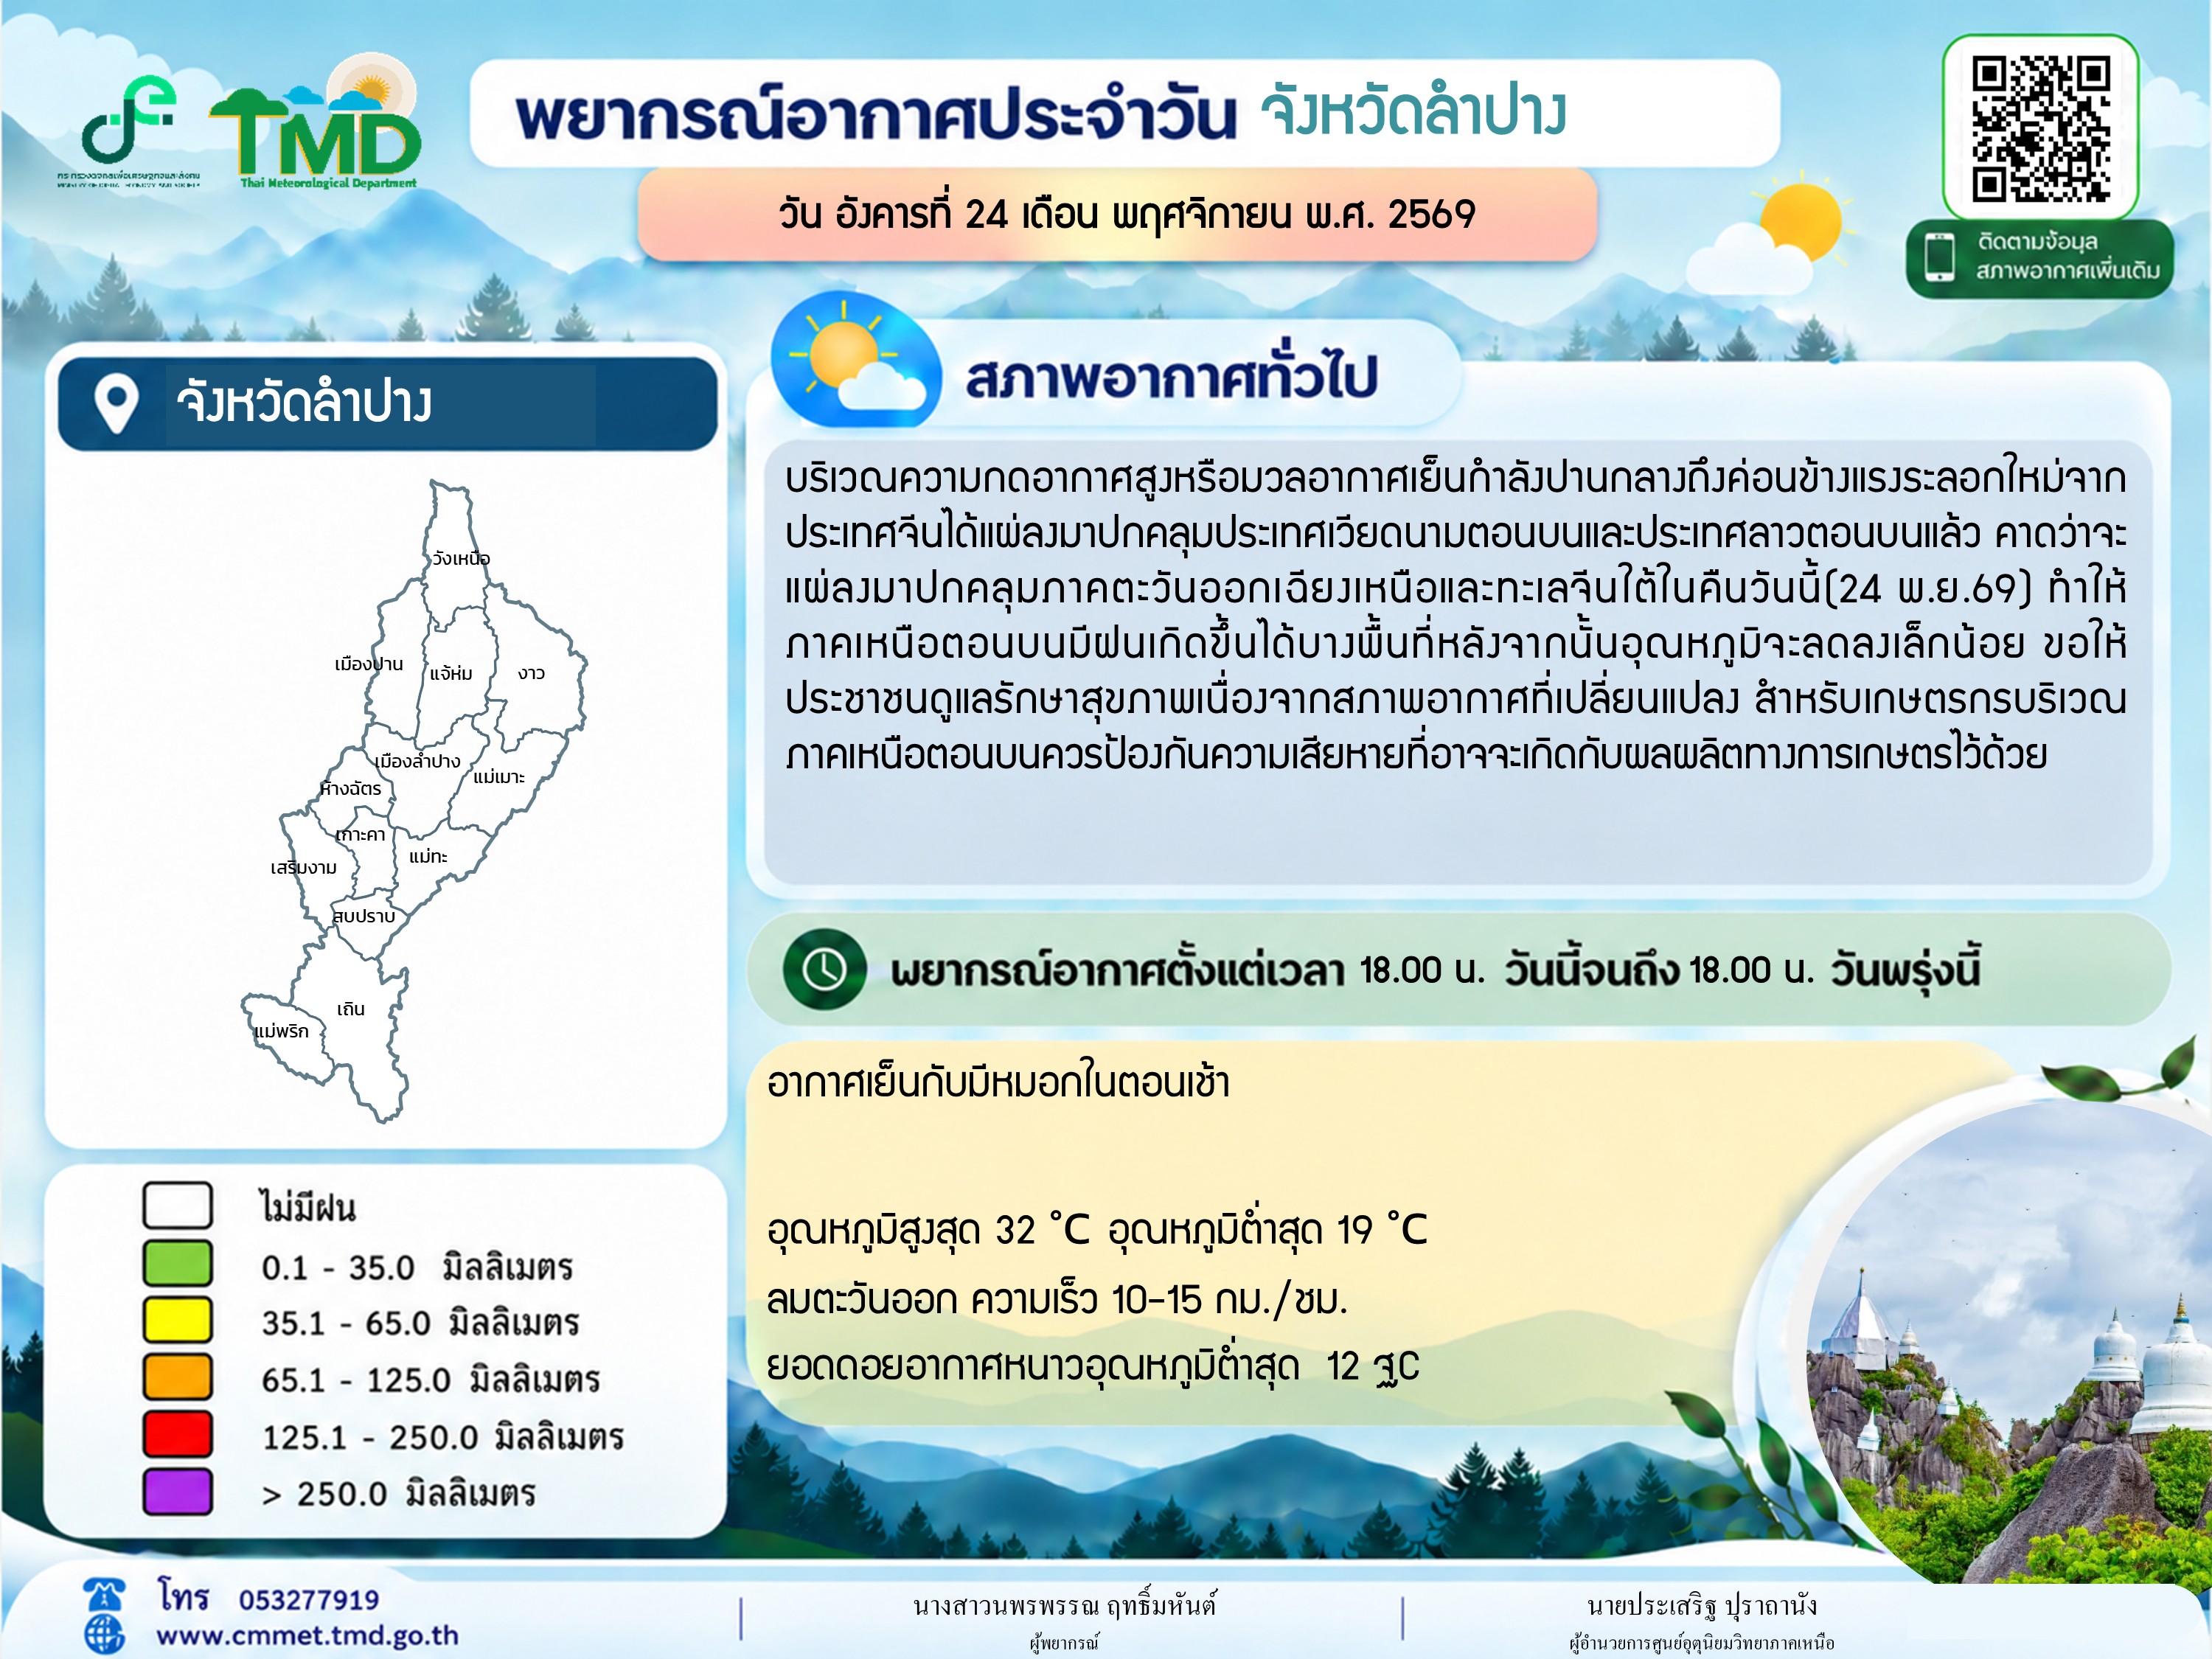 พยากรณ์อากาศประจำวัน จังหวัดลำปาง
วัน อังคารที่ 24 เดือน พฤศจิกายน พ.ศ. 2569
TMD
Thai Meteorological Department
ติดตามข้อมูล
สภาพอากาศเพิ่มเติม
จังหวัดลำปาง
วังเหนือ
เมืองปาน
แจ้ห่ม
งาว
เมืองลำปาง
แม่เมาะ
ห้างฉัตร
เกาะคา
แม่ทะ
เสริมงาม
สบปราบ
เถิน
แม่พริก
ไม่มีฝน
0.1 - 35.0 มิลลิเมตร
35.1 - 65.0 มิลลิเมตร
65.1 - 125.0 มิลลิเมตร
125.1 - 250.0 มิลลิเมตร
> 250.0 มิลลิเมตร
สภาพอากาศทั่วไป
บริเวณความกดอากาศสูงหรือมวลอากาศเย็นกำลังปานกลางถึงค่อนข้างแรงระลอกใหม่จาก
ประเทศจีนได้แผ่ลงมาปกคลุมประเทศเวียดนามตอนบนและประเทศลาวตอนบนแล้ว คาดว่าจะ
แผ่ลงมาปกคลุมภาคตะวันออกเฉียงเหนือและทะเลจีนใต้ในคืนวันนี้(24 พ.ย.69) ทำให้
ภาคเหนือตอนบนมีฝนเกิดขึ้นได้บางพื้นที่หลังจากนั้นอุณหภูมิจะลดลงเล็กน้อย ขอให้
ประชาชนดูแลรักษาสุขภาพเนื่องจากสภาพอากาศที่เปลี่ยนแปลง สำหรับเกษตรกรบริเวณ
ภาคเหนือตอนบนควรป้องกันความเสียหายที่อาจจะเกิดกับผลผลิตทางการเกษตรไว้ด้วย
พยากรณ์อากาศตั้งแต่เวลา 18.00 น. วันนี้จนถึง 18.00 น. วันพรุ่งนี้
อากาศเย็นกับมีหมอกในตอนเช้า
อุณหภูมิสูงสุด 32 °C อุณหภูมิต่ำสุด 19 °C
ลมตะวันออก ความเร็ว 10-15 กม./ชม.
ยอดดอยอากาศหนาวอุณหภูมิต่ำสุด 12 ฐC
โทร 053277919
www.cmmet.tmd.go.th
นางสาวนพรพรรณ ฤทธิ์มหันต์
ผู้พยากรณ์
นายประเสริฐ ปุราถานัง
ผู้อำนวยการศูนย์อุตุนิยมวิทยาภาคเหนือ